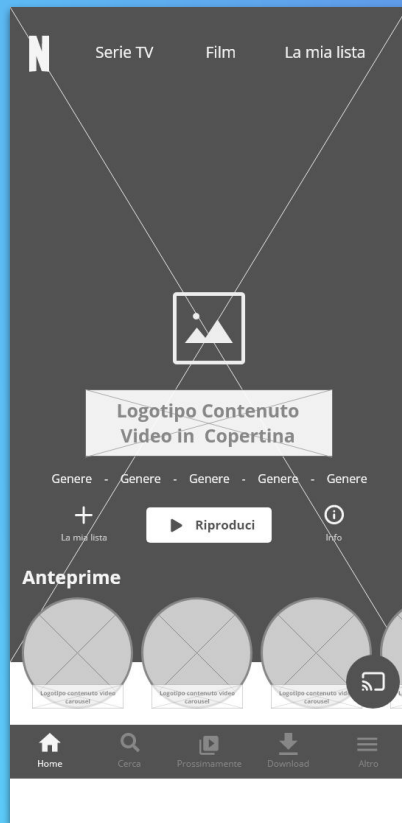 N
Serie TV Film La mia lista
Logotipo Contenuto
Video in Copertina
Genere - Genere - Genere - Genere - Genere
La mia lista
Riproduci
Info
Anteprime
Logotipo contenuto video
carousel
Logotipo contenuto video
carousel
Logotipo contenuto vid
carousel
Home Cerca Prossimamente Download Altro